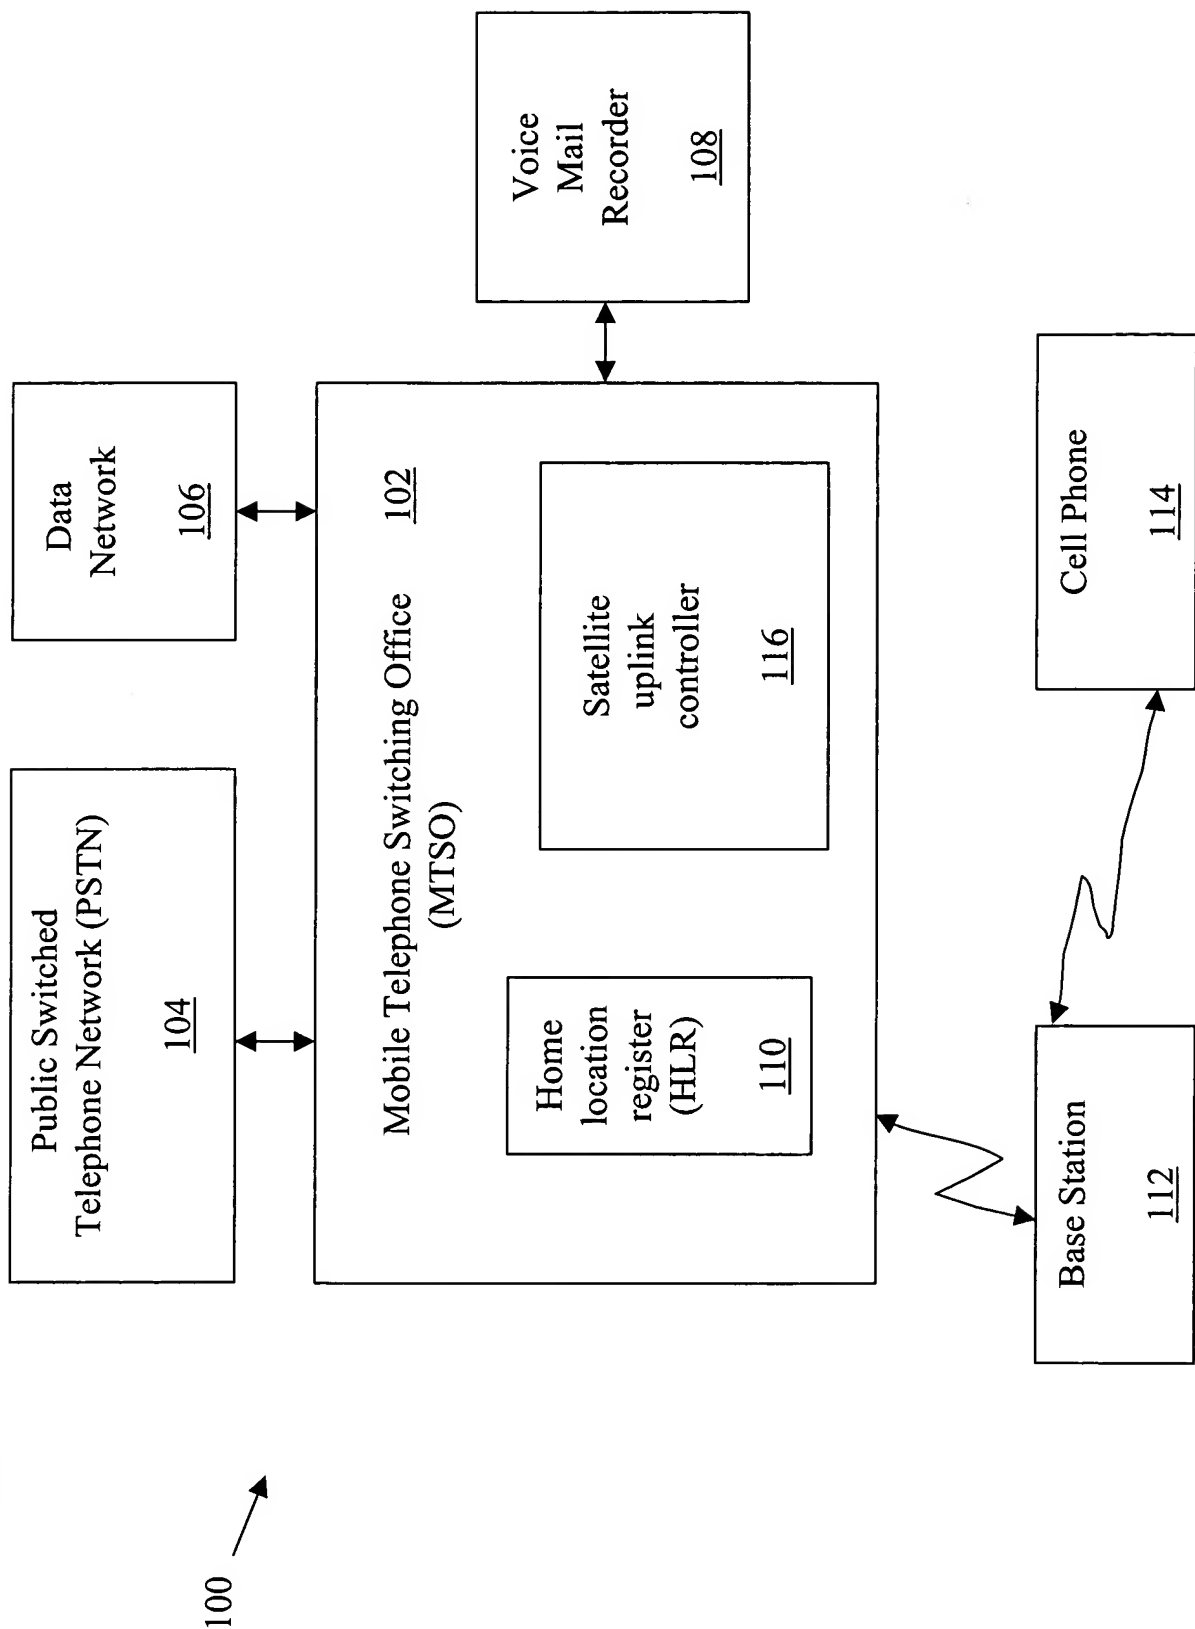 100
Public Switched
Telephone Network (PSTN)
104
Data
Network
106
Mobile Telephone Switching Office
(MTSO)
102
Home
location
register
(HLR)
110
Satellite
uplink
controller
116
Voice
Mail
Recorder
108
Base Station
112
Cell Phone
114